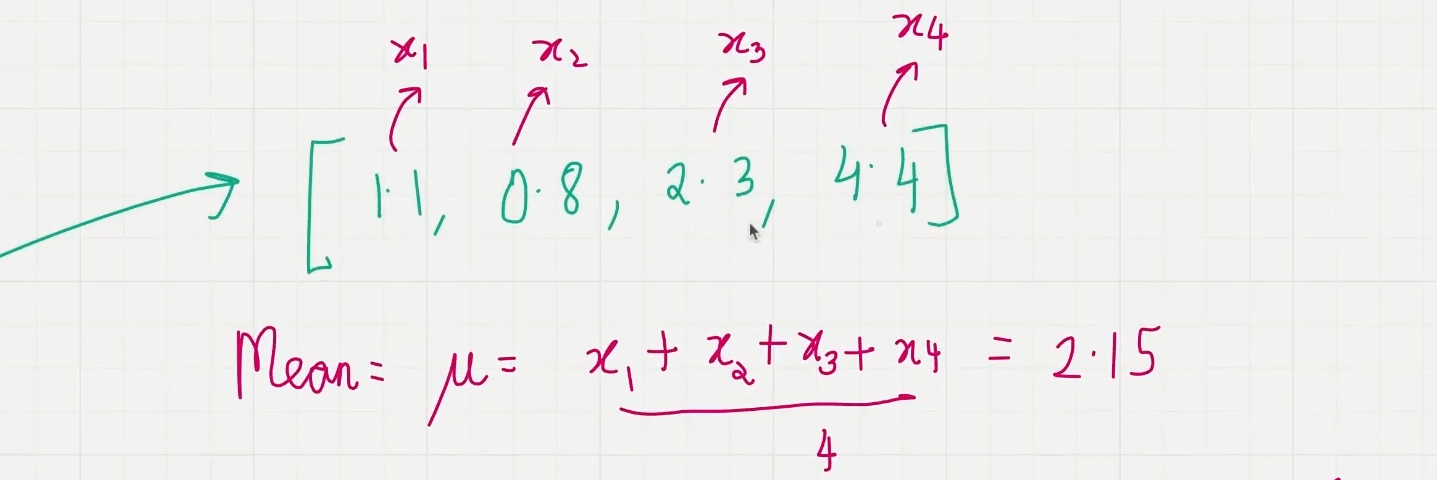 x₁ x₂ x₃ x₄
[1.1, 0.8, 2.3, 4.4]
Mean = μ = x₁ + x₂ + x₃ + x₄ = 2.15
4